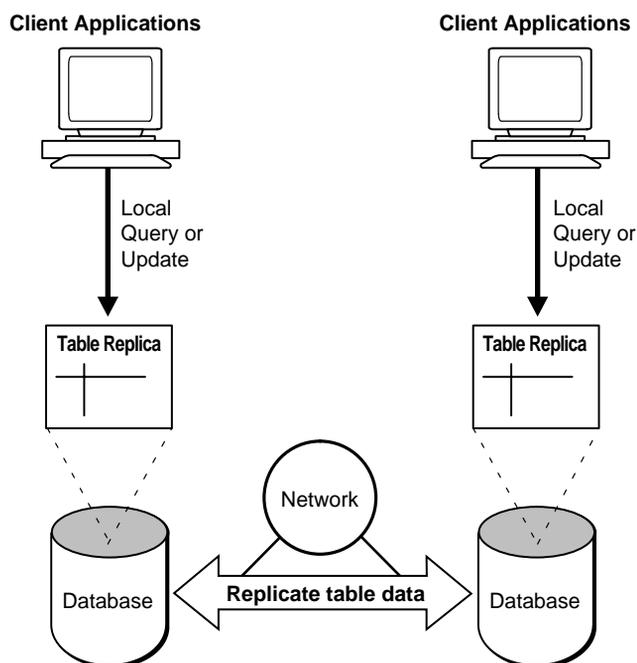 Client Applications
Client Applications
Local
Query or
Update
Local
Query or
Update
Table Replica
Table Replica
Network
Database
Replicate table data
Database